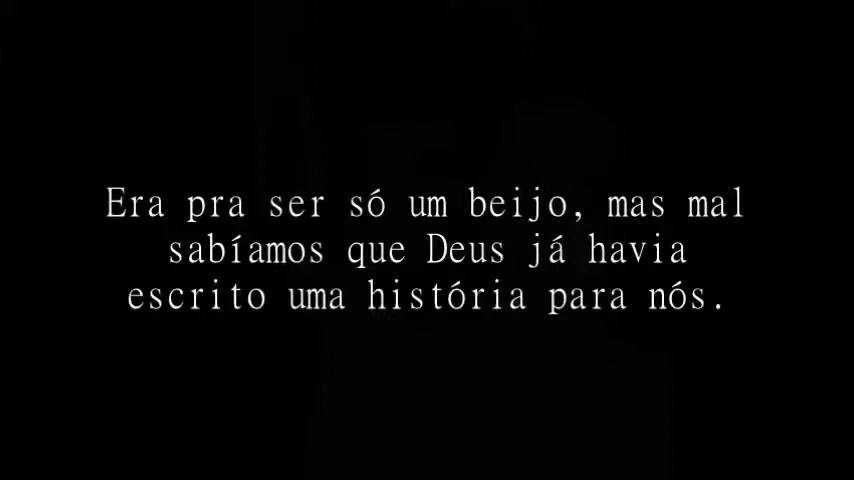 Era pra ser só um beijo, mas mal
sabíamos que Deus já havia
escrito uma história para nós.